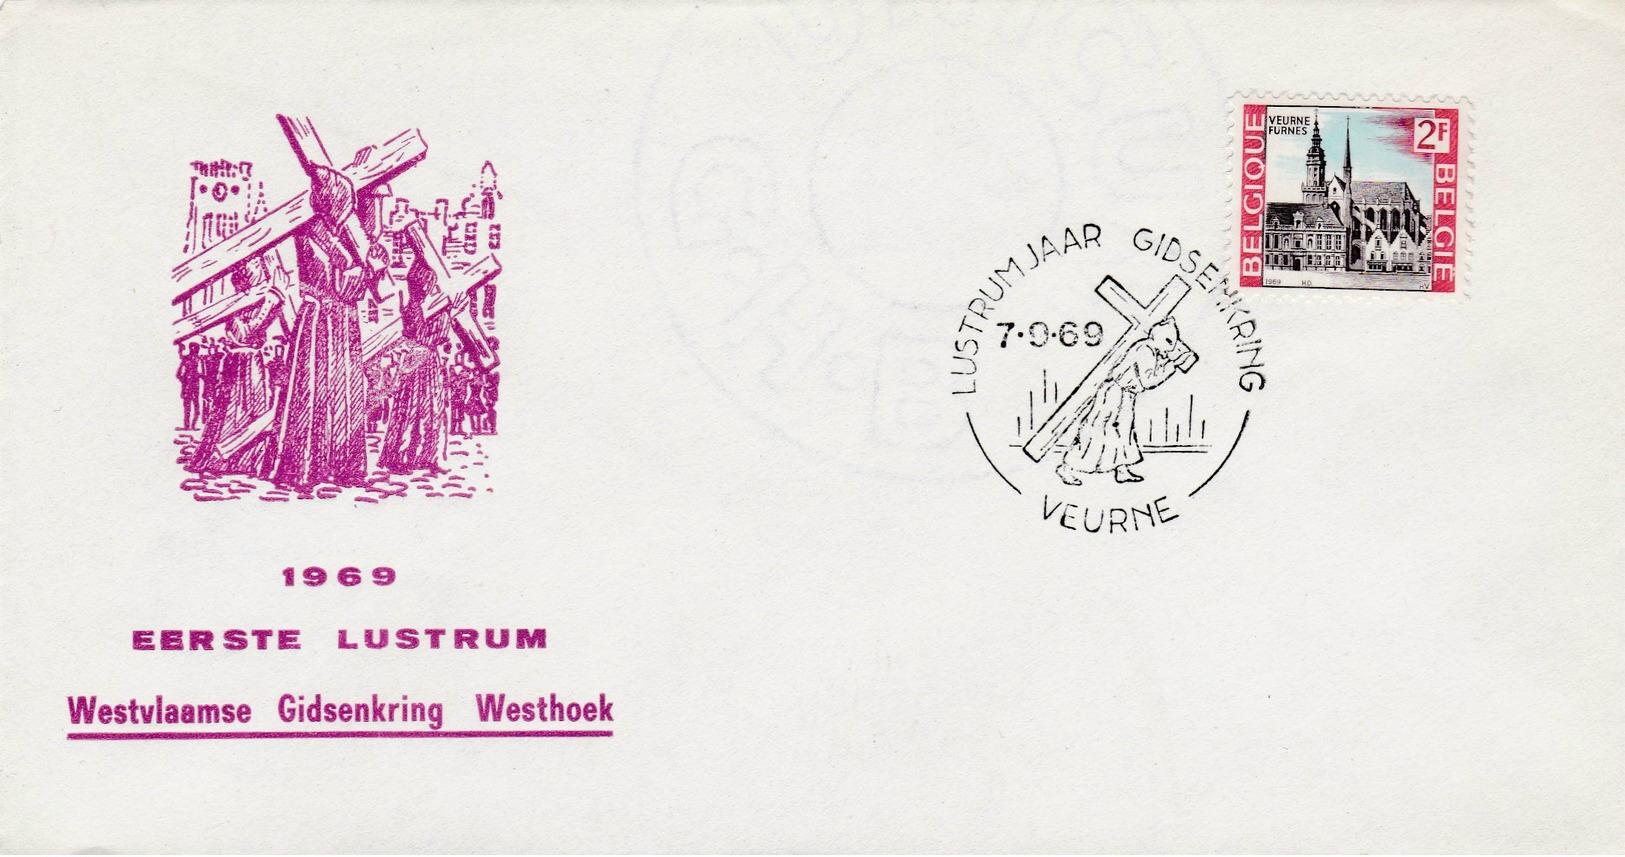 1969
EERSTE LUSTRUM
Westvlaamse Gidsenkring Westhoek
LUSTRUMJAAR GIDSENKRING
7·9·69
VEURNE
VEURNE
FURNES
2F
BELGIQUE
BELGIE
1969 H.D. H.V.